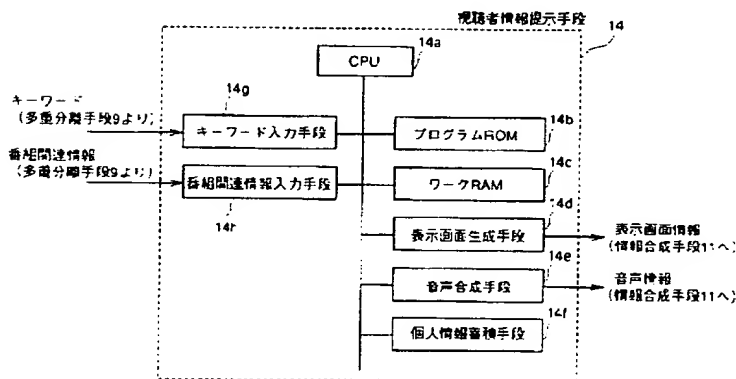 視聴者情報提示手段
14
CPU
14a
キーワード
(多重分離手段9より)
14g
キーワード入力手段
プログラムROM
14b
番組関連情報
(多重分離手段9より)
番組関連情報入力手段
14h
ワークRAM
14c
表示画面生成手段
14d
表示画面情報
(情報合成手段11へ)
音声合成手段
14e
音声情報
(情報合成手段11へ)
個人情報蓄積手段
14f